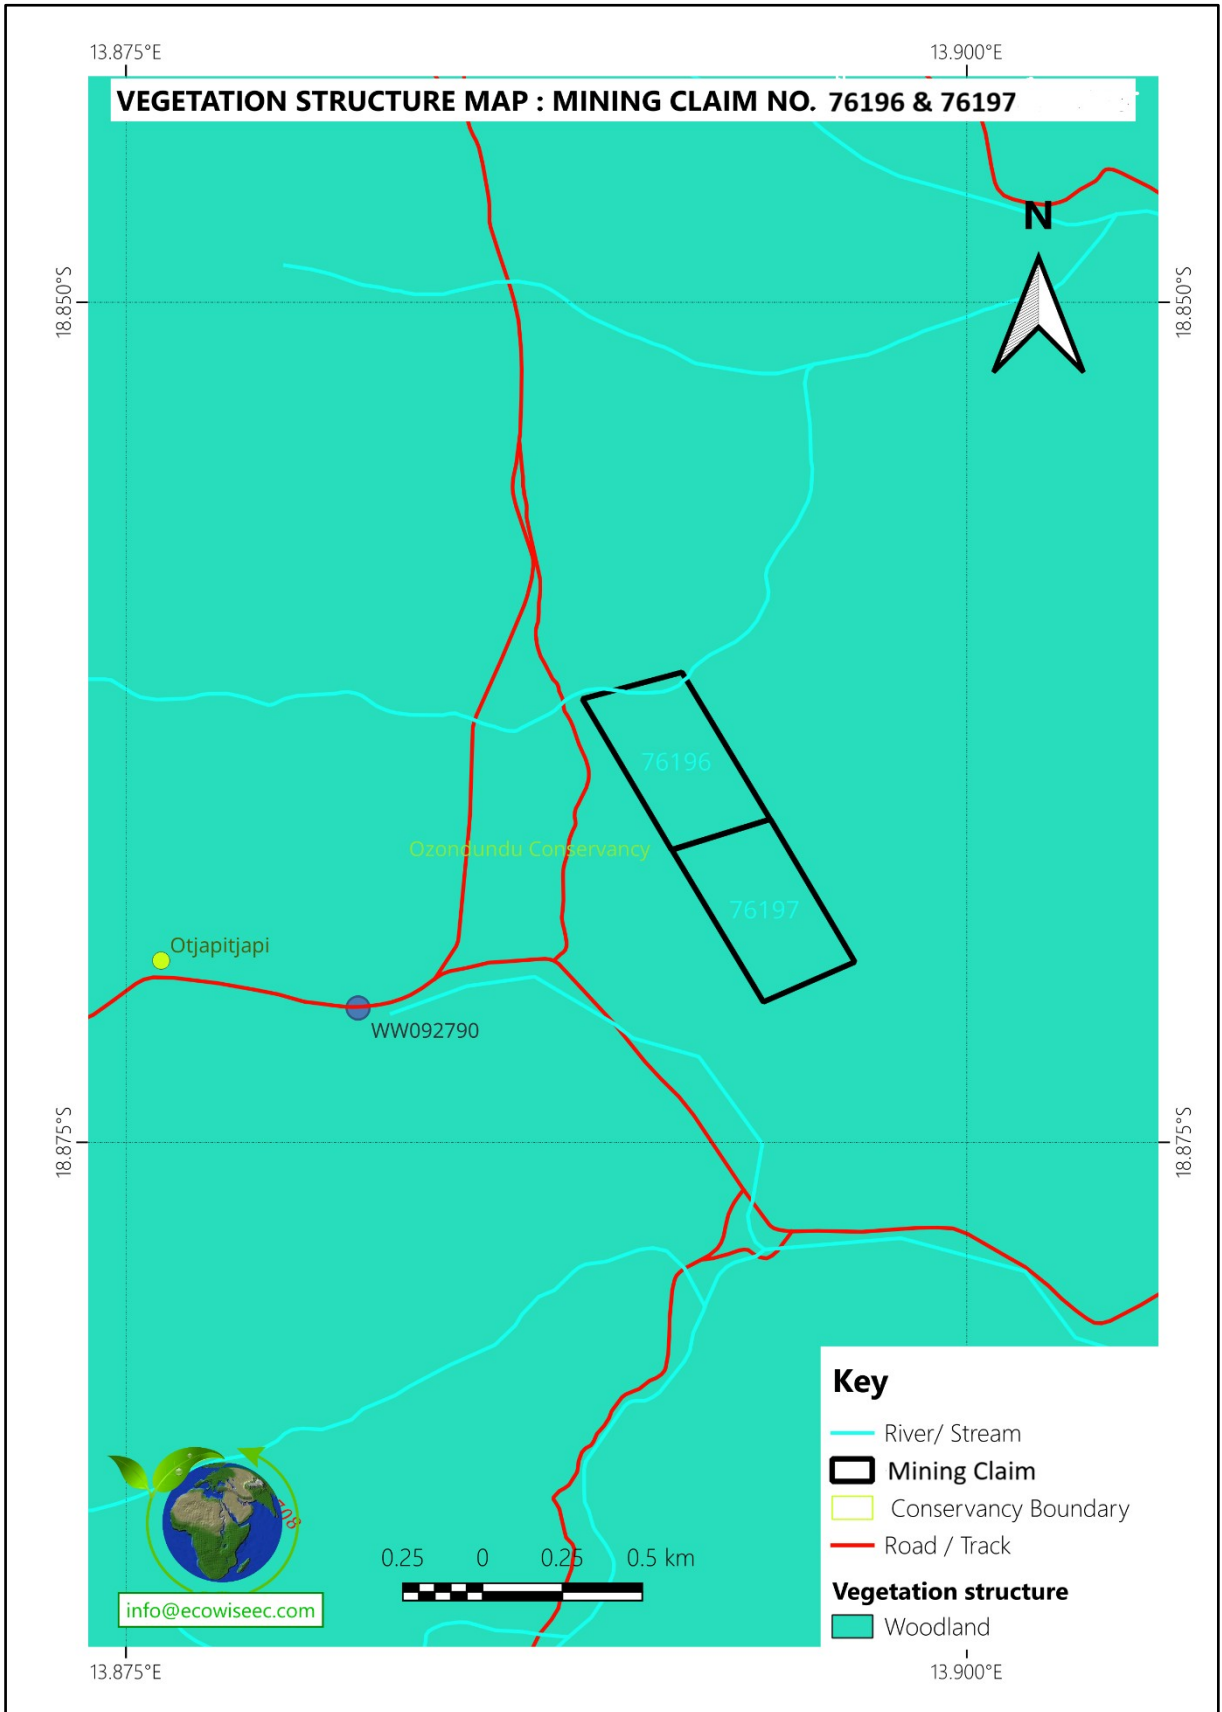 13.875°E 13.900°E
VEGETATION STRUCTURE MAP : MINING CLAIM NO. 76196 & 76197
N
18.850°S 18.850°S
76196
Ozondundu Conservancy
76197
Otjapitjapi
WW092790
18.875°S 18.875°S
Key
River/ Stream
Mining Claim
Conservancy Boundary
Road / Track
Vegetation structure
Woodland
0.25 0 0.25 0.5 km
info@ecowiseec.com
13.875°E 13.900°E